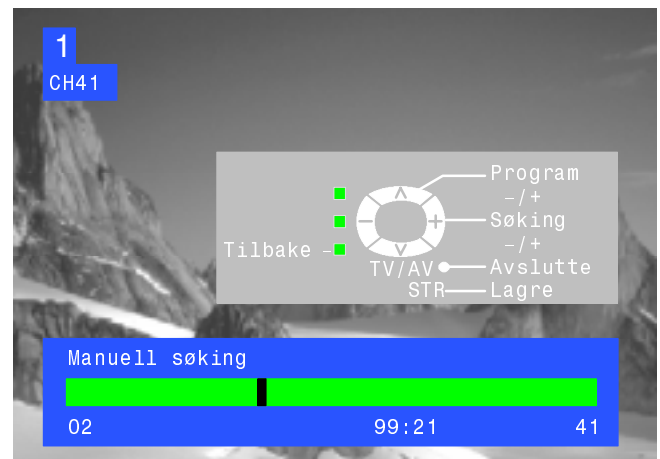 1
CH41
Program
-/+
Søking
-/+
Tilbake
TV/AV Avslutte
STR Lagre
Manuell søking
02 99:21 41